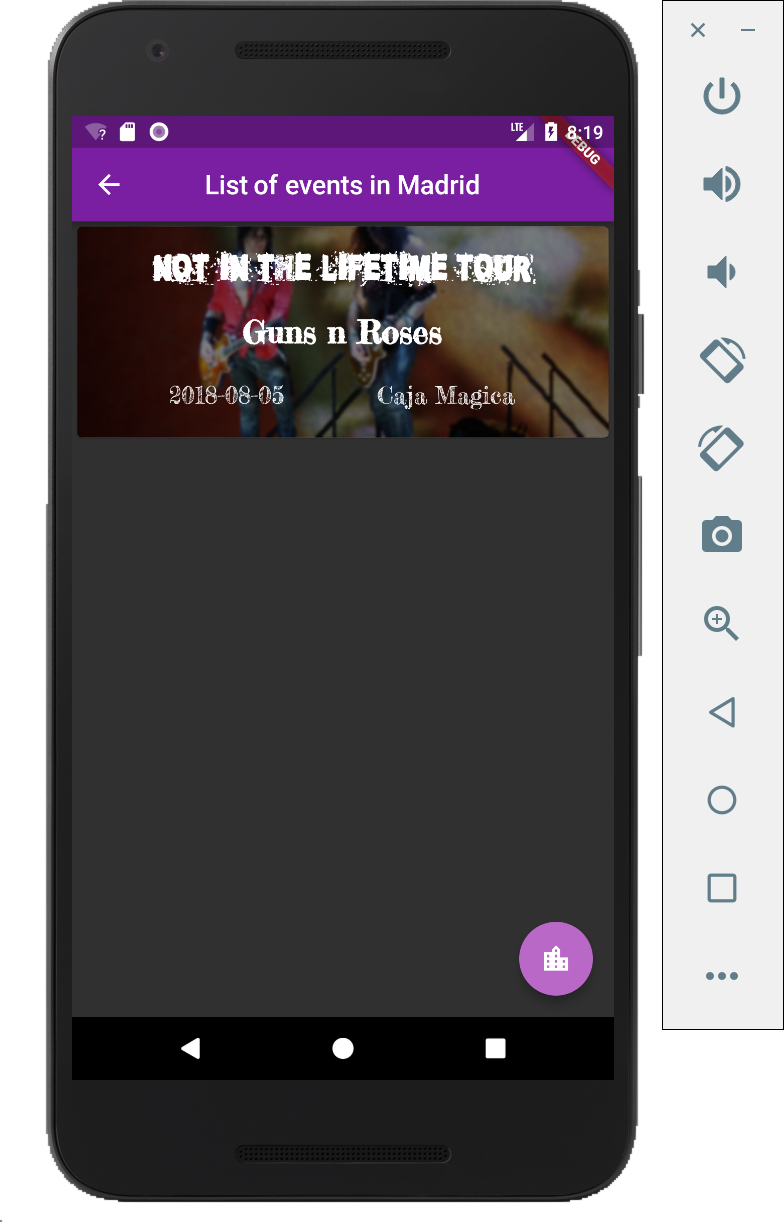 LTE 8:19
DEBUG
List of events in Madrid
NOT IN THE LIFETIME TOUR
Guns n Roses
2018-08-05 Caja Magica